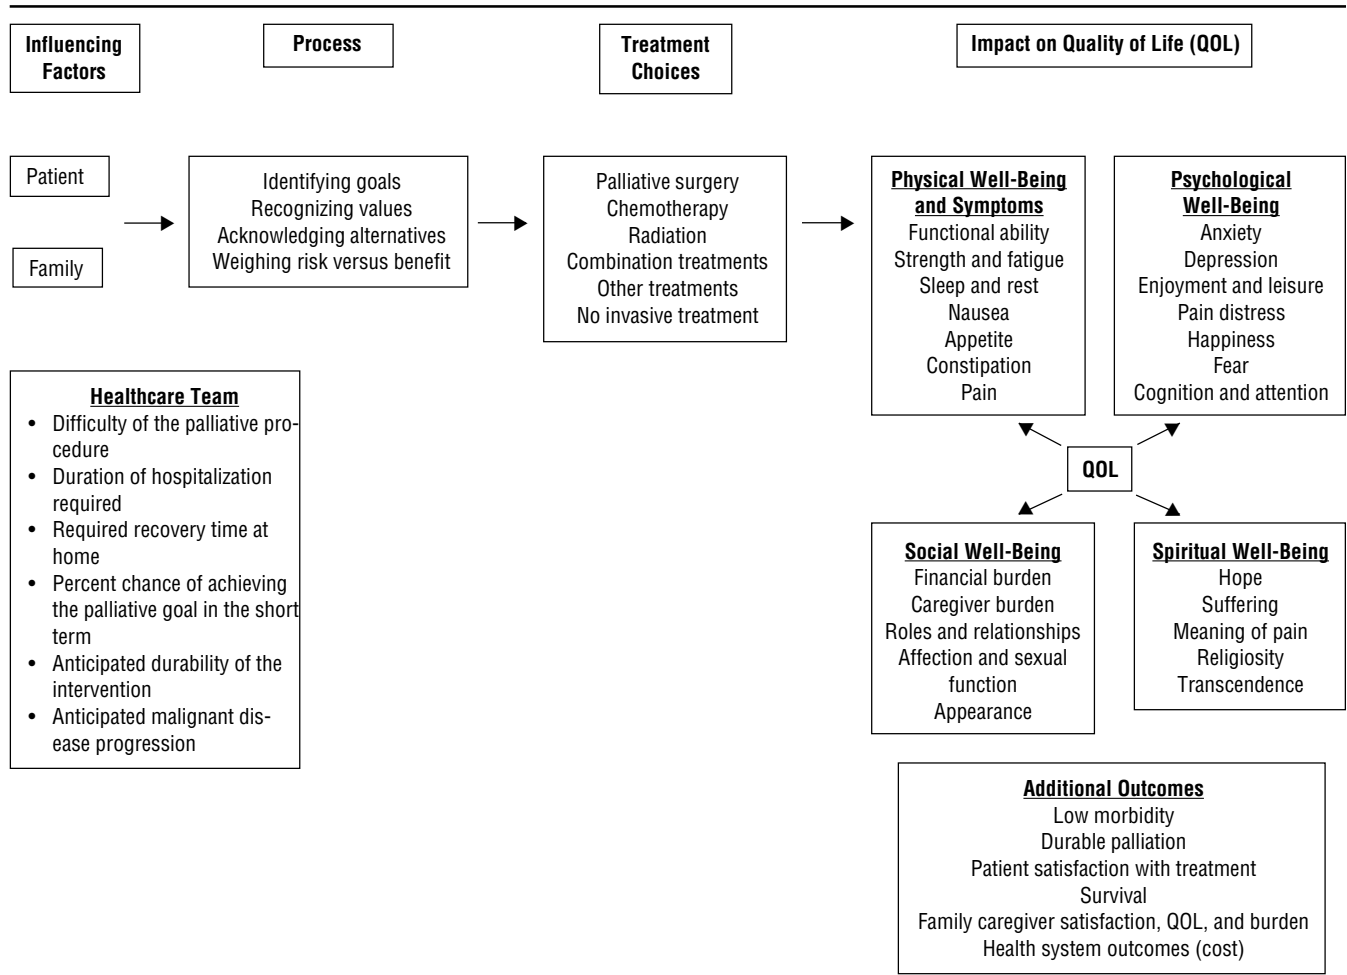 Influencing
Factors
Process
Treatment
Choices
Impact on Quality of Life (QOL)
Patient
Family
Identifying goals
Recognizing values
Acknowledging alternatives
Weighing risk versus benefit
Palliative surgery
Chemotherapy
Radiation
Combination treatments
Other treatments
No invasive treatment
Physical Well-Being
and Symptoms
Functional ability
Strength and fatigue
Sleep and rest
Nausea
Appetite
Constipation
Pain
Psychological
Well-Being
Anxiety
Depression
Enjoyment and leisure
Pain distress
Happiness
Fear
Cognition and attention
Healthcare Team
• Difficulty of the palliative pro-
cedure
• Duration of hospitalization
required
• Required recovery time at
home
• Percent chance of achieving
the palliative goal in the short
term
• Anticipated durability of the
intervention
• Anticipated malignant dis-
ease progression
QOL
Social Well-Being
Financial burden
Caregiver burden
Roles and relationships
Affection and sexual
function
Appearance
Spiritual Well-Being
Hope
Suffering
Meaning of pain
Religiosity
Transcendence
Additional Outcomes
Low morbidity
Durable palliation
Patient satisfaction with treatment
Survival
Family caregiver satisfaction, QOL, and burden
Health system outcomes (cost)